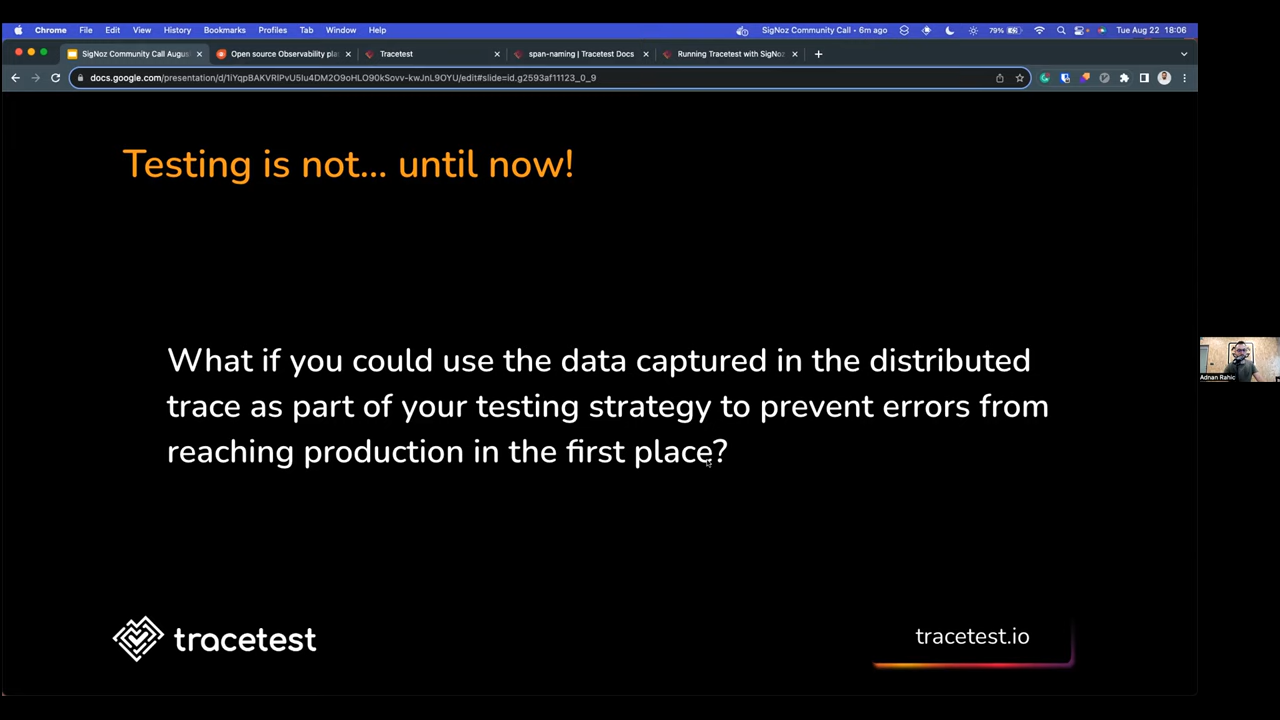 Chrome File Edit View History Bookmarks Profiles Tab Window Help SigNoz Community Call - 6m ago 79% Tue Aug 22 18:06
SigNoz Community Call Augus Open source Observability pla Tracetest span-naming | Tracetest Docs Running Tracetest with SigNoz
docs.google.com/presentation/d/1iYqpBAKVRIPvU5Iu4DM2O9oHLO90kSovv-kwJnL9OYU/edit#slide=id.g2593af11123_0_9
Testing is not... until now!
What if you could use the data captured in the distributed
trace as part of your testing strategy to prevent errors from
reaching production in the first place?
Adnan Rahic
tracetest
tracetest.io